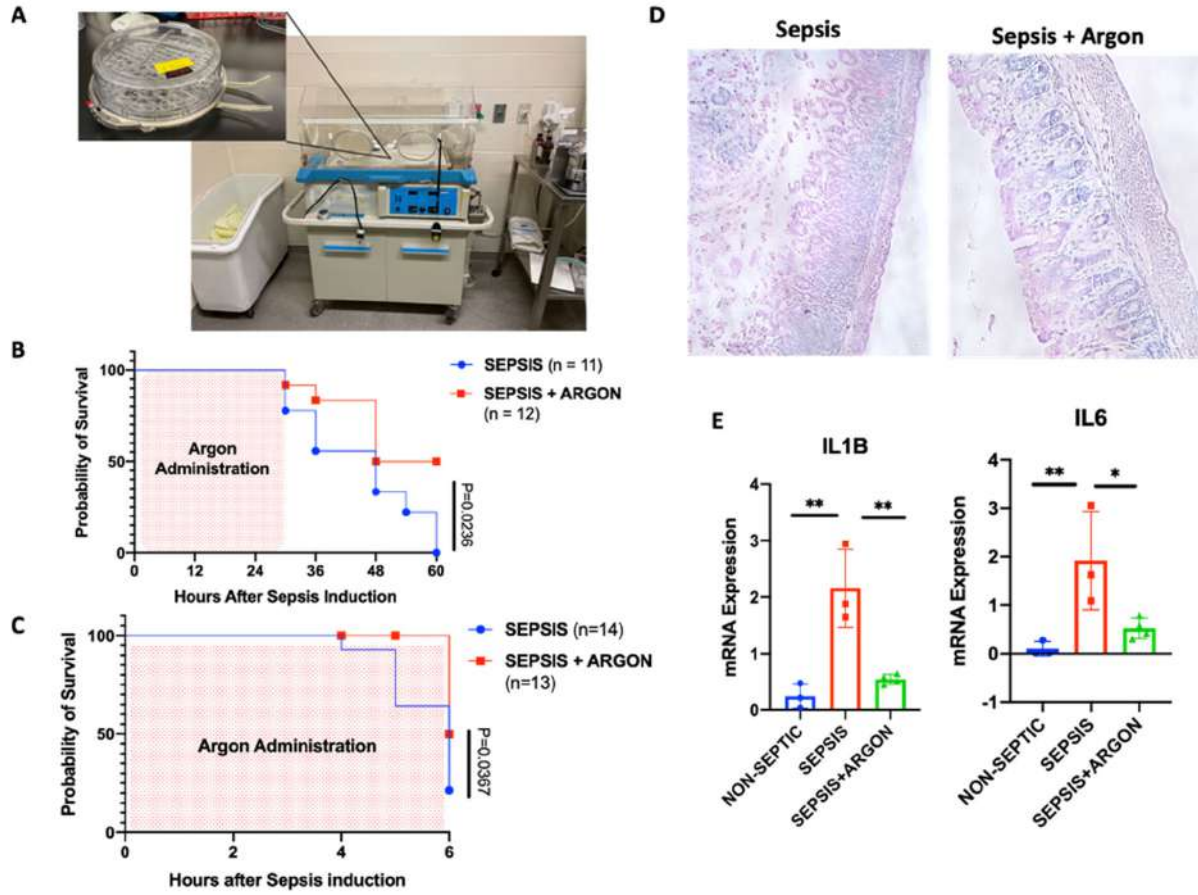 A
B
Probability of Survival
100
50
0
Argon
Administration
SEPSIS (n = 11)
SEPSIS + ARGON
(n = 12)
P=0.0236
0 12 24 36 48 60
Hours After Sepsis Induction
C
Probability of Survival
100
50
0
Argon Administration
SEPSIS (n=14)
SEPSIS + ARGON
(n=13)
P=0.0367
0 2 4 6
Hours after Sepsis induction
D
Sepsis
Sepsis + Argon
E
IL1B
mRNA Expression
4
3
2
1
0
** **
NON-SEPTIC
SEPSIS
SEPSIS+ARGON
IL6
mRNA Expression
4
3
2
1
0
-1
** *
NON-SEPTIC
SEPSIS
SEPSIS+ARGON